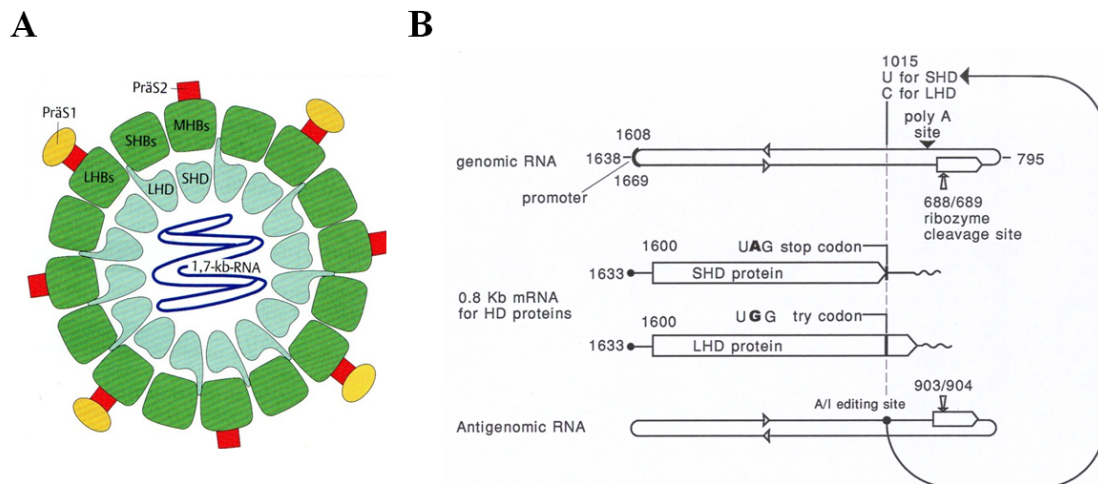 A
PräS2
PräS1
MHBs
SHBs
LHBs
LHD
SHD
1,7-kb-RNA
B
1015
U for SHD
C for LHD
poly A
site
1608
genomic RNA
1638
795
promoter
1669
688/689
ribozyme
cleavage site
1600
UAG stop codon
1633
SHD protein
0.8 Kb mRNA
for HD proteins
1600
UGG try codon
1633
LHD protein
903/904
A/I editing site
Antigenomic RNA